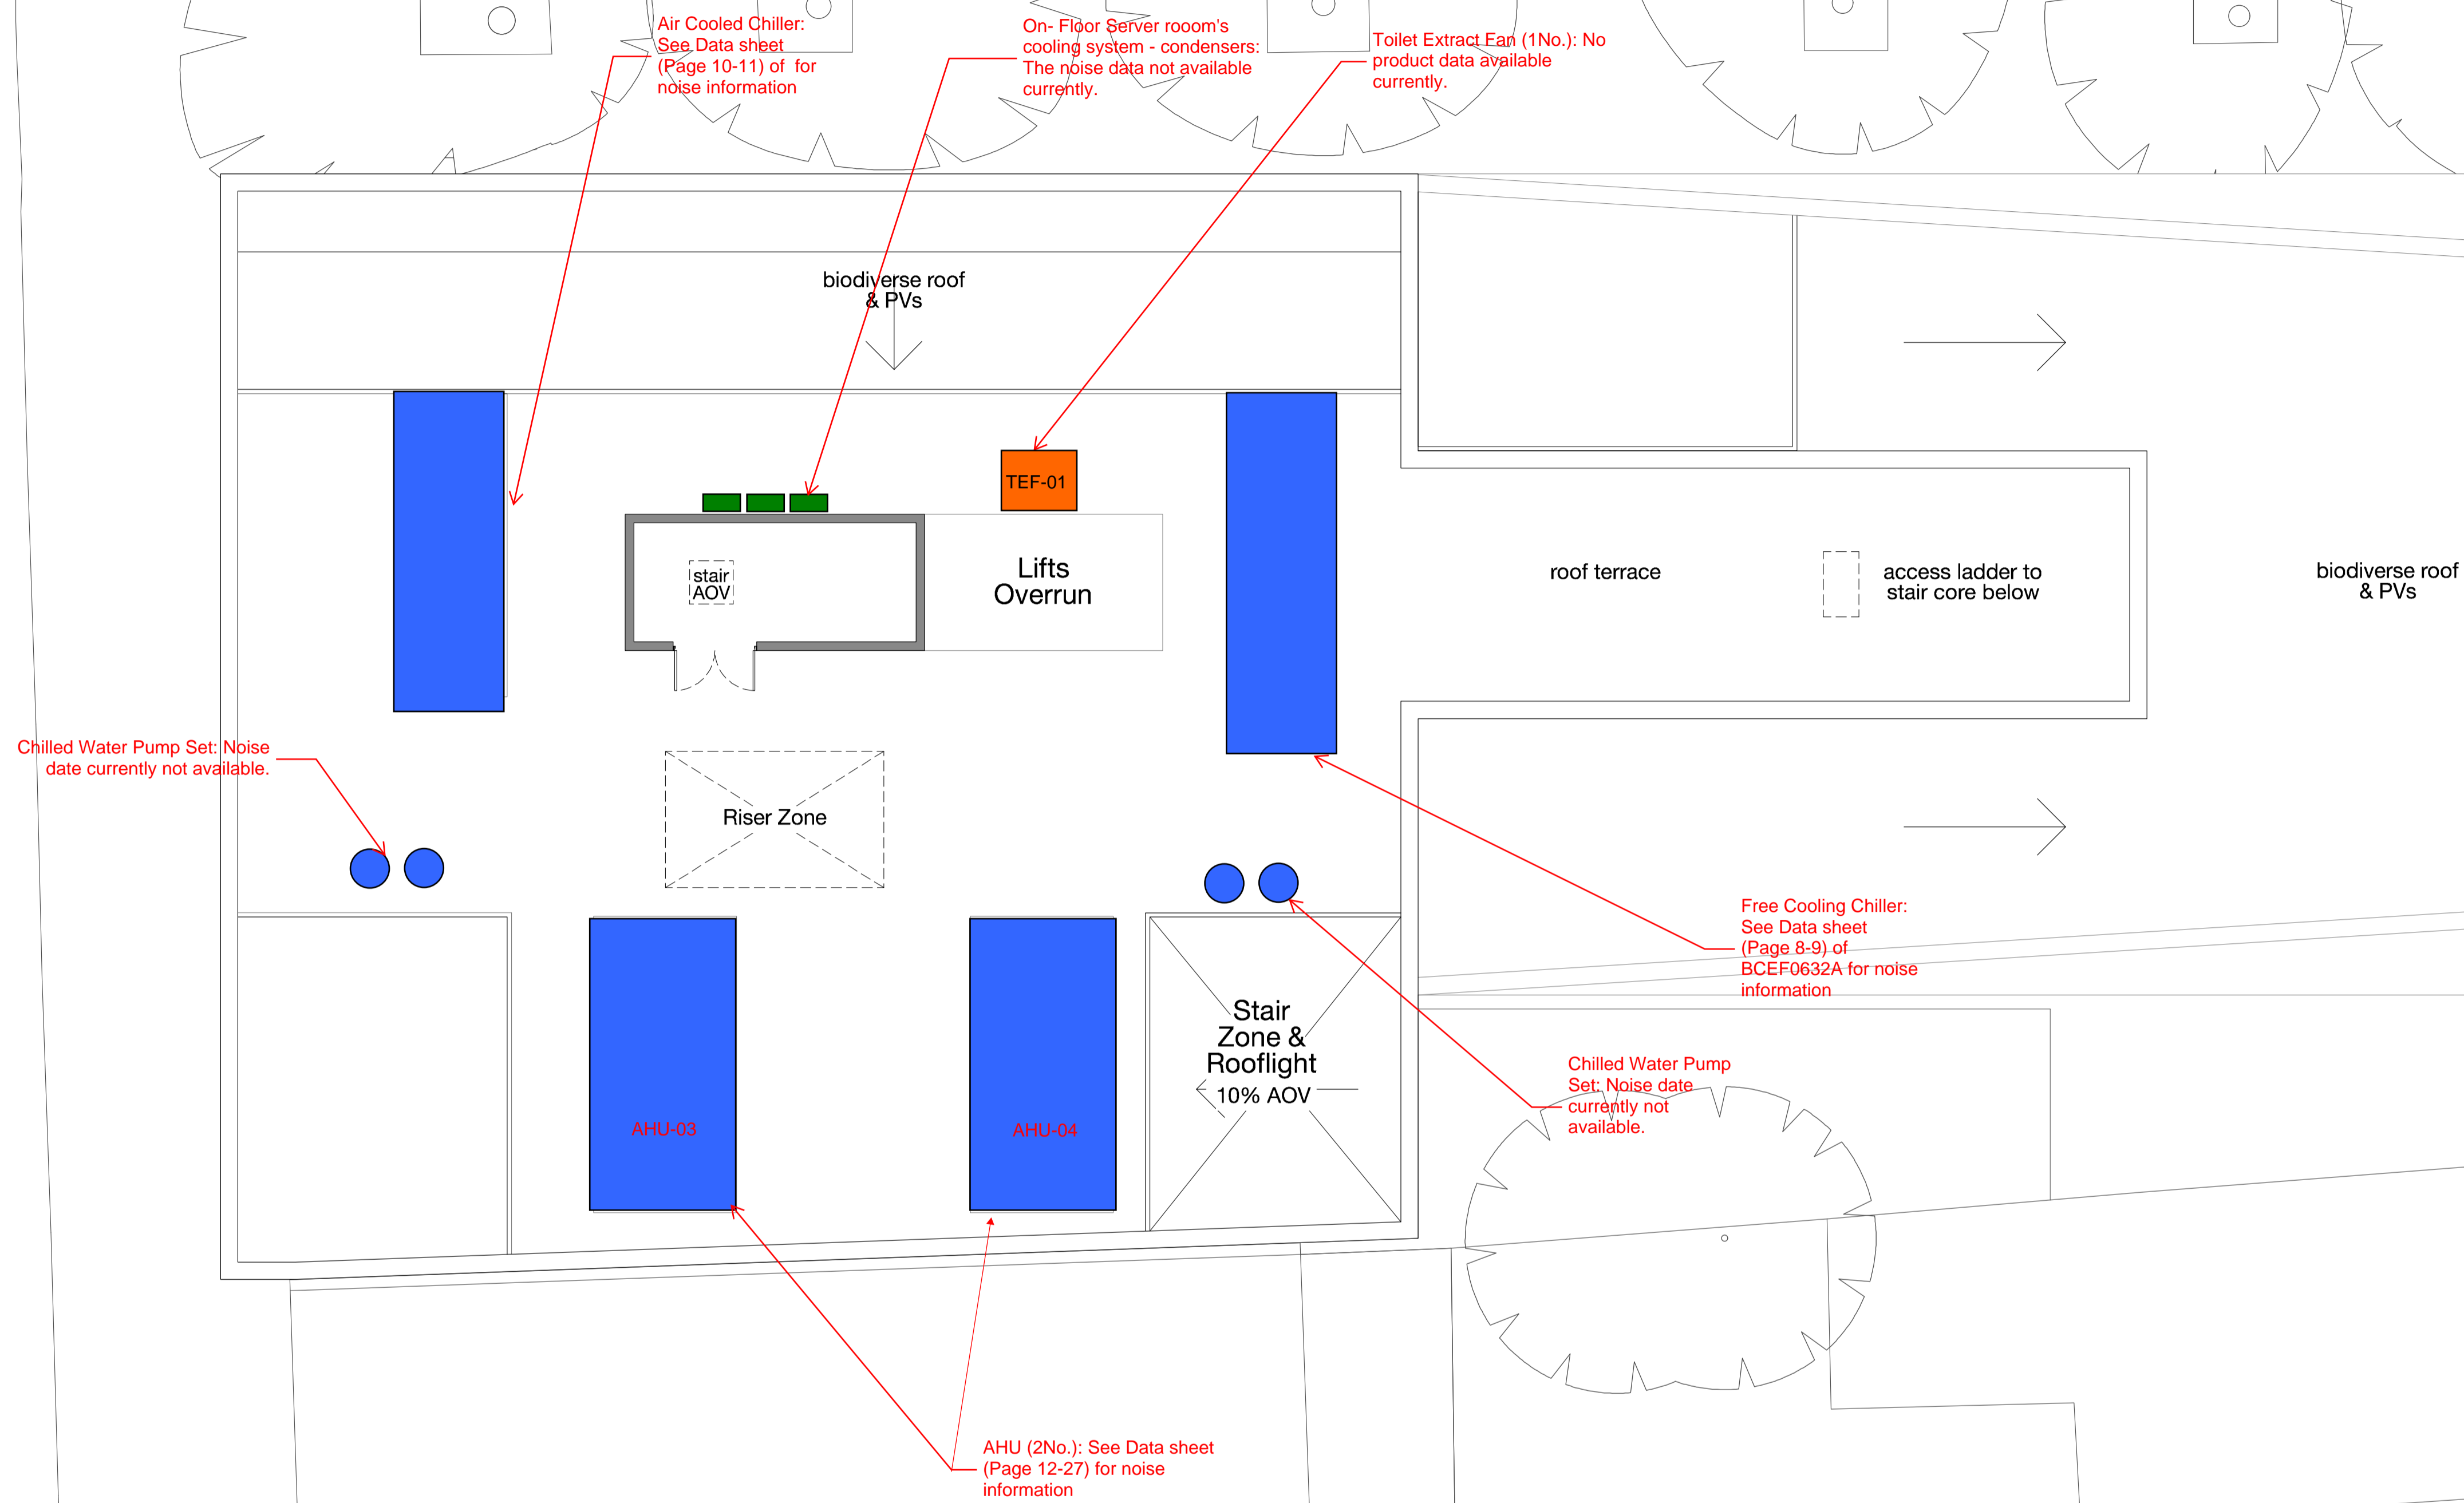 Air Cooled Chiller:
See Data sheet
(Page 10-11) of  for
noise information
On- Floor Server rooom's
cooling system - condensers:
The noise data not available
currently.
Toilet Extract Fan (1No.): No
product data available
currently.
biodiverse roof
& PVs
TEF-01
stair
AOV
Lifts
Overrun
roof terrace
access ladder to
stair core below
biodiverse roof
& PVs
Chilled Water Pump Set: Noise
date currently not available.
Riser Zone
Free Cooling Chiller:
See Data sheet
(Page 8-9) of
BCEF0632A for noise
information
Stair
Zone &
Rooflight
10% AOV
Chilled Water Pump
Set: Noise date
currently not
available.
AHU-03
AHU-04
AHU (2No.): See Data sheet
(Page 12-27) for noise
information